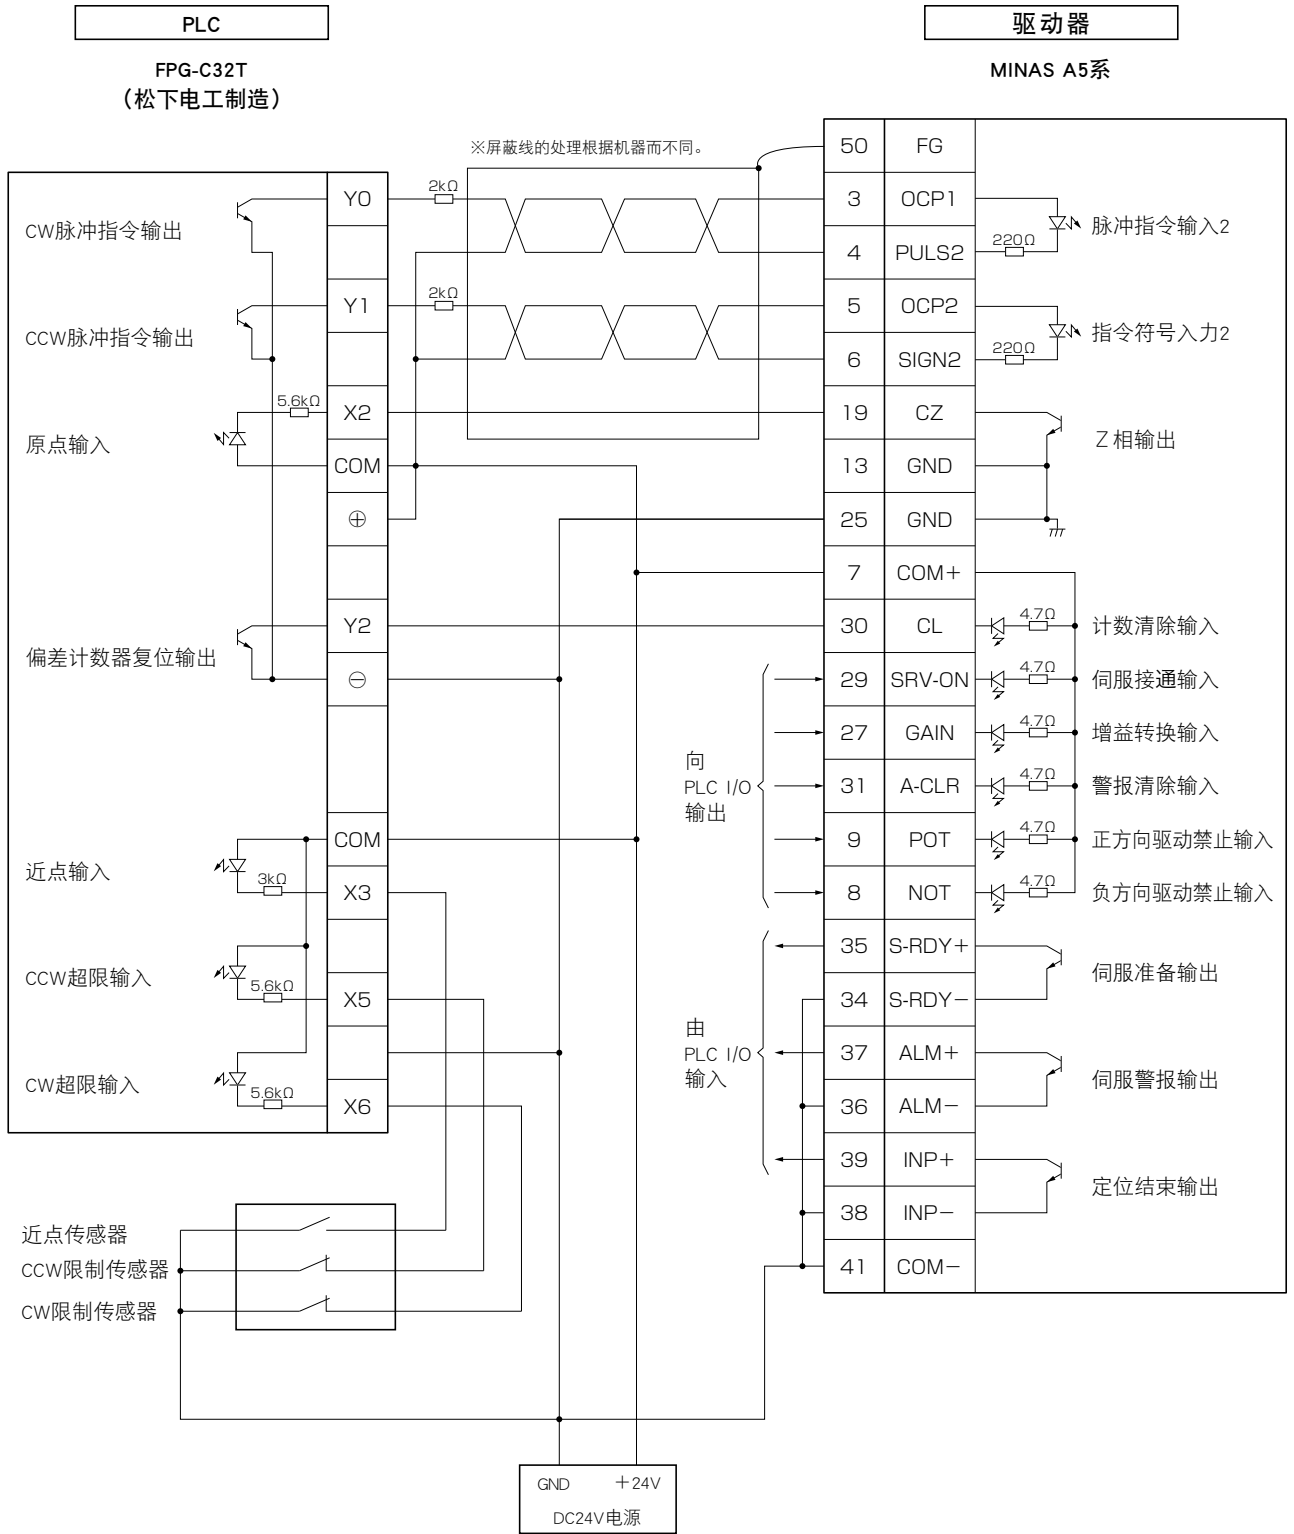 PLC
驱动器
FPG-C32T
（松下电工制造）
MINAS A5系
※屏蔽线的处理根据机器而不同。
CW脉冲指令输出
CCW脉冲指令输出
原点输入
偏差计数器复位输出
近点输入
CCW超限输入
CW超限输入
5.6kΩ
3kΩ
5.6kΩ
5.6kΩ
Y0
Y1
X2
COM
⊕
Y2
⊖
COM
X3
X5
X6
2kΩ
2kΩ
50 FG
3 OCP1
4 PULS2
5 OCP2
6 SIGN2
19 CZ
13 GND
25 GND
7 COM+
30 CL
29 SRV-ON
27 GAIN
31 A-CLR
9 POT
8 NOT
35 S-RDY+
34 S-RDY−
37 ALM+
36 ALM−
39 INP+
38 INP−
41 COM−
220Ω
脉冲指令输入2
220Ω
指令符号入力2
Z相输出
4.7Ω
计数清除输入
4.7Ω
伺服接通输入
4.7Ω
增益转换输入
4.7Ω
警报清除输入
4.7Ω
正方向驱动禁止输入
4.7Ω
负方向驱动禁止输入
伺服准备输出
伺服警报输出
定位结束输出
向
PLC I/O
输出
由
PLC I/O
输入
近点传感器
CCW限制传感器
CW限制传感器
GND +24V
DC24V电源